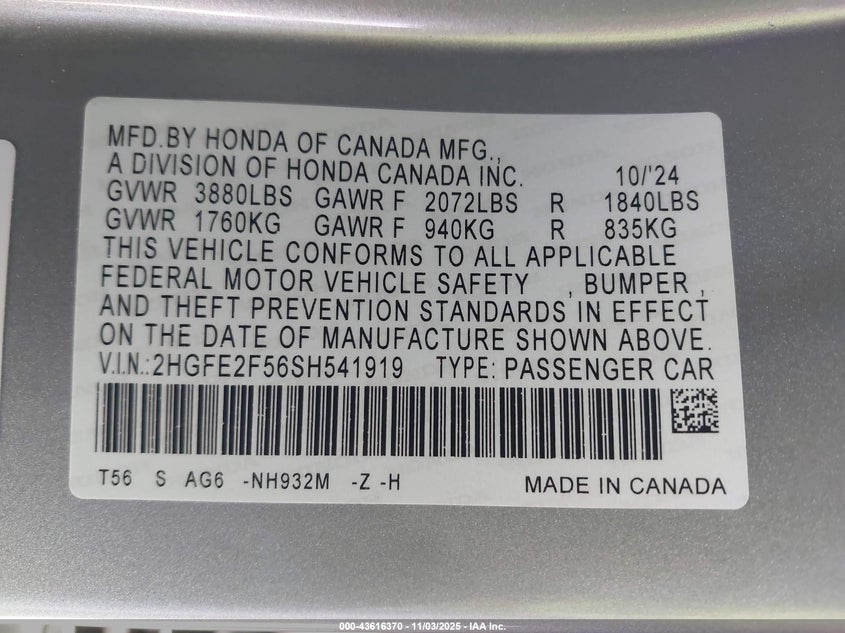 MFD.BY HONDA OF CANADA MFG.,
A DIVISION OF HONDA CANADA INC. 10/'24
GVWR 3880LBS GAWR F 2072LBS R 1840LBS
GVWR 1760KG GAWR F 940KG R 835KG
THIS VEHICLE CONFORMS TO ALL APPLICABLE
FEDERAL MOTOR VEHICLE SAFETY , BUMPER ,
AND THEFT PREVENTION STANDARDS IN EFFECT
ON THE DATE OF MANUFACTURE SHOWN ABOVE.
V.I.N.:2HGFE2F56SH541919 TYPE: PASSENGER CAR
T56 S AG6 -NH932M -Z -H MADE IN CANADA
000-43616370 - 11/03/2025 - IAA Inc.